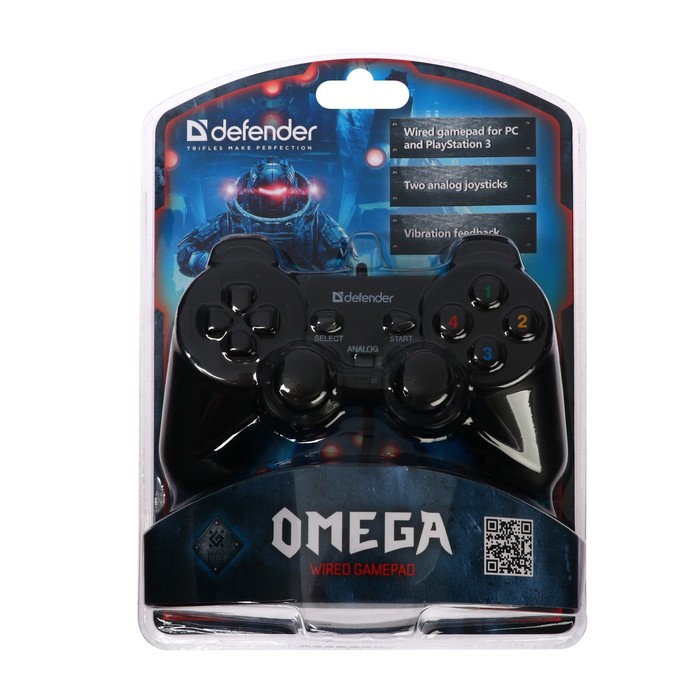 defender
TRIFLES MAKE PERFECTION
Wired gamepad for PC
and PlayStation 3
Two analog joysticks
Vibration feedback
defender
SELECT
START
ANALOG
1
4
2
3
OMEGA
WIRED GAMEPAD